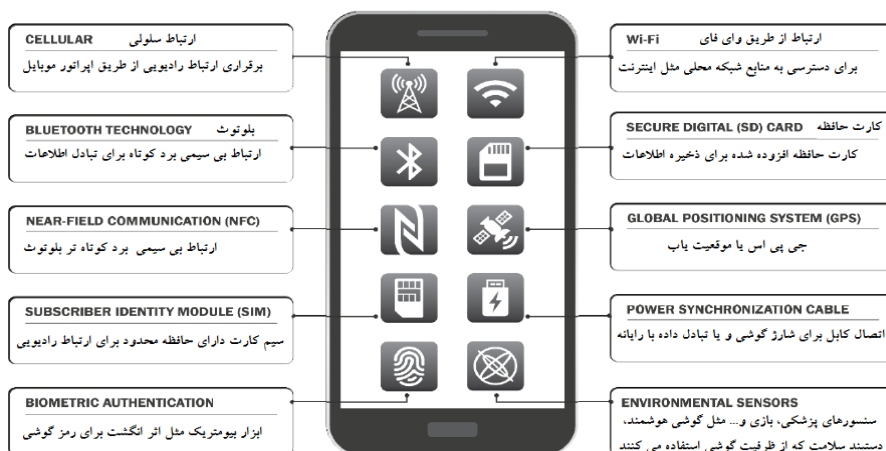 CELLULAR ارتباط سلولی
برقراری ارتباط رادیویی از طریق اپراتور موبایل
BLUETOOTH TECHNOLOGY بلوتوث
ارتباط بی سیمی برد کوتاه برای تبادل اطلاعات
NEAR-FIELD COMMUNICATION (NFC)
ارتباط بی سیمی برد کوتاه تر بلوتوث
SUBSCRIBER IDENTITY MODULE (SIM)
سیم کارت دارای حافظه محدود برای ارتباط رادیویی
BIOMETRIC AUTHENTICATION
ابزار بیومتریک مثل اثر انگشت برای رمز گوشی
Wi-Fi ارتباط از طریق وای فای
برای دسترسی به منابع شبکه محلی مثل اینترنت
SECURE DIGITAL (SD) CARD کارت حافظه
کارت حافظه افزوده شده برای ذخیره اطلاعات
GLOBAL POSITIONING SYSTEM (GPS)
جی پی اس یا موقعیت یاب
POWER SYNCHRONIZATION CABLE
اتصال کابل برای شارژ گوشی و یا تبادل داده با رایانه
ENVIRONMENTAL SENSORS
سنسورهای پزشکی، بازی و... مثل گوشی هوشمند،
دستبند سلامت که از ظرفیت گوشی استفاده می کنند